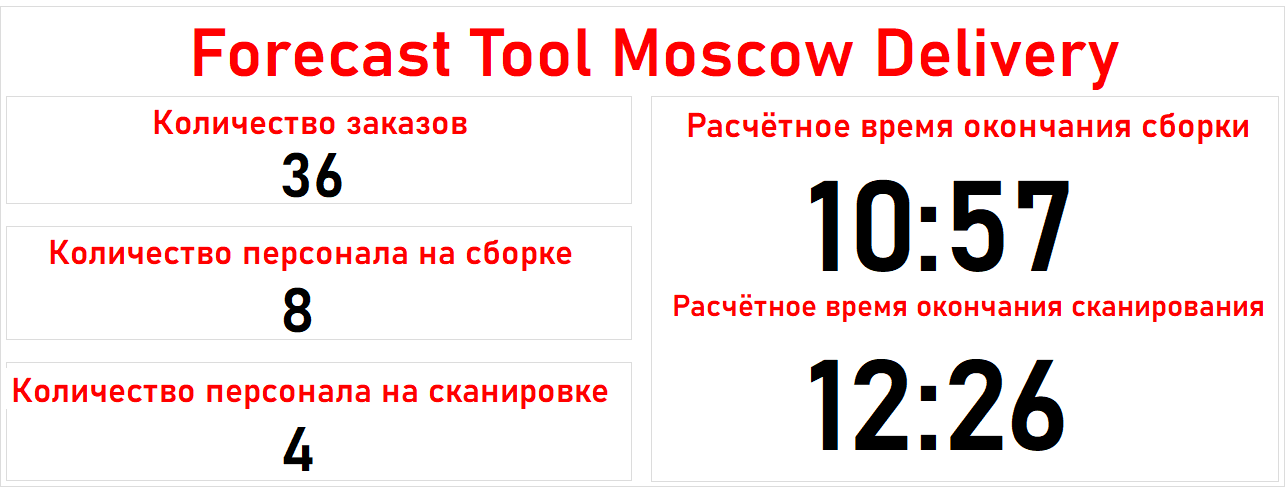 Forecast Tool Moscow Delivery
Количество заказов
36
Количество персонала на сборке
8
Количество персонала на сканировке
4
Расчётное время окончания сборки
10:57
Расчётное время окончания сканирования
12:26